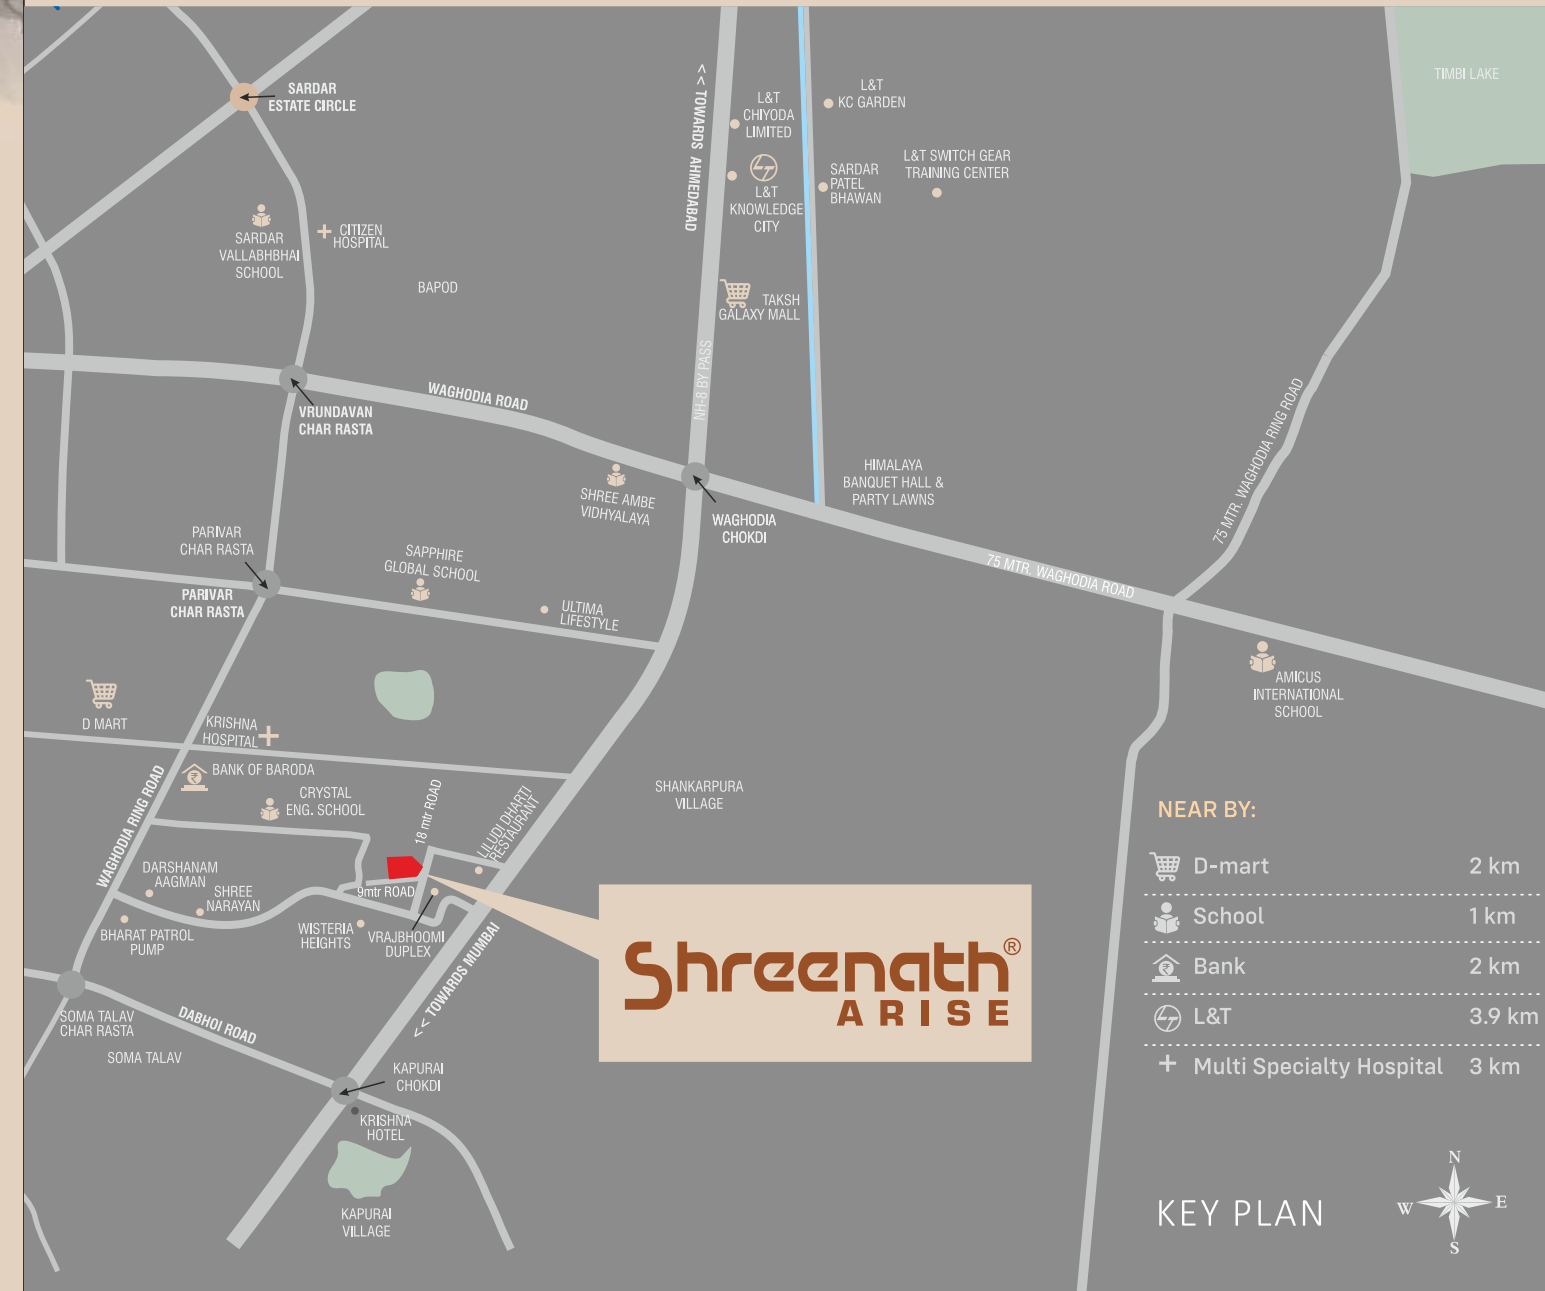 SARDAR
ESTATE CIRCLE
<< TOWARDS AHMEDABAD
L&T
CHIYODA
LIMITED
L&T
KC GARDEN
TIMBI LAKE
L&T
KNOWLEDGE
CITY
SARDAR
PATEL
BHAWAN
L&T SWITCH GEAR
TRAINING CENTER
SARDAR
VALLABHBHAI
SCHOOL
CITIZEN
HOSPITAL
BAPOD
TAKSH
GALAXY MALL
NH-8 BY PASS
WAGHODIA ROAD
VRUNDAVAN
CHAR RASTA
75 MTR. WAGHODIA RING ROAD
HIMALAYA
BANQUET HALL &
PARTY LAWNS
SHREE AMBE
VIDHYALAYA
WAGHODIA
CHOKDI
PARIVAR
CHAR RASTA
SAPPHIRE
GLOBAL SCHOOL
75 MTR. WAGHODIA ROAD
PARIVAR
CHAR RASTA
ULTIMA
LIFESTYLE
AMICUS
INTERNATIONAL
SCHOOL
D MART
KRISHNA
HOSPITAL
BANK OF BARODA
CRYSTAL
ENG. SCHOOL
WAGHODIA RING ROAD
18 mtr ROAD
LILUDI DHARTI
RESTAURANT
SHANKARPURA
VILLAGE
DARSHANAM
AAGMAN
SHREE
NARAYAN
9mtr ROAD
BHARAT PATROL
PUMP
WISTERIA
HEIGHTS
VRAJBHOOMI
DUPLEX
<< TOWARDS MUMBAI
Shreenath®
ARISE
SOMA TALAV
CHAR RASTA
DABHOI ROAD
SOMA TALAV
KAPURAI
CHOKDI
KRISHNA
HOTEL
KAPURAI
VILLAGE
NEAR BY:
D-mart 2 km
School 1 km
₹ Bank 2 km
L&T 3.9 km
Multi Specialty Hospital 3 km
KEY PLAN
N
W E
S